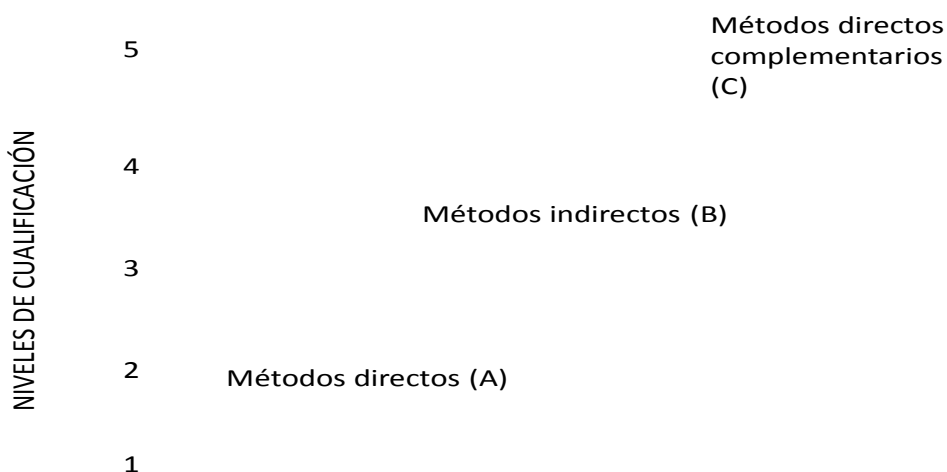 Métodos directos
complementarios
(C)
5
4
Métodos indirectos (B)
3
2
Métodos directos (A)
1
NIVELES DE CUALIFICACIÓN